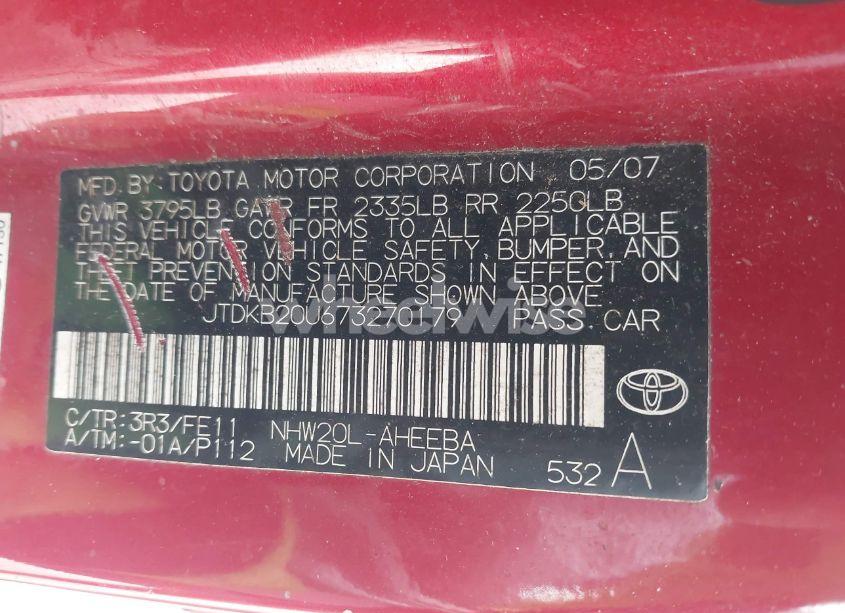 MFD. BY: TOYOTA MOTOR CORPORATION 05/07
GVWR 3795LB GAWR FR 2335LB RR 2250LB
THIS VEHICLE CONFORMS TO ALL APPLICABLE
FEDERAL MOTOR VEHICLE SAFETY, BUMPER, AND
THEFT PREVENTION STANDARDS IN EFFECT ON
THE DATE OF MANUFACTURE SHOWN ABOVE.
PASS CAR
C/TR: 3R3/FE11 NHW20L-AHEEBA
A/TM: -01A/P112 MADE IN JAPAN
532 A
wheelwise